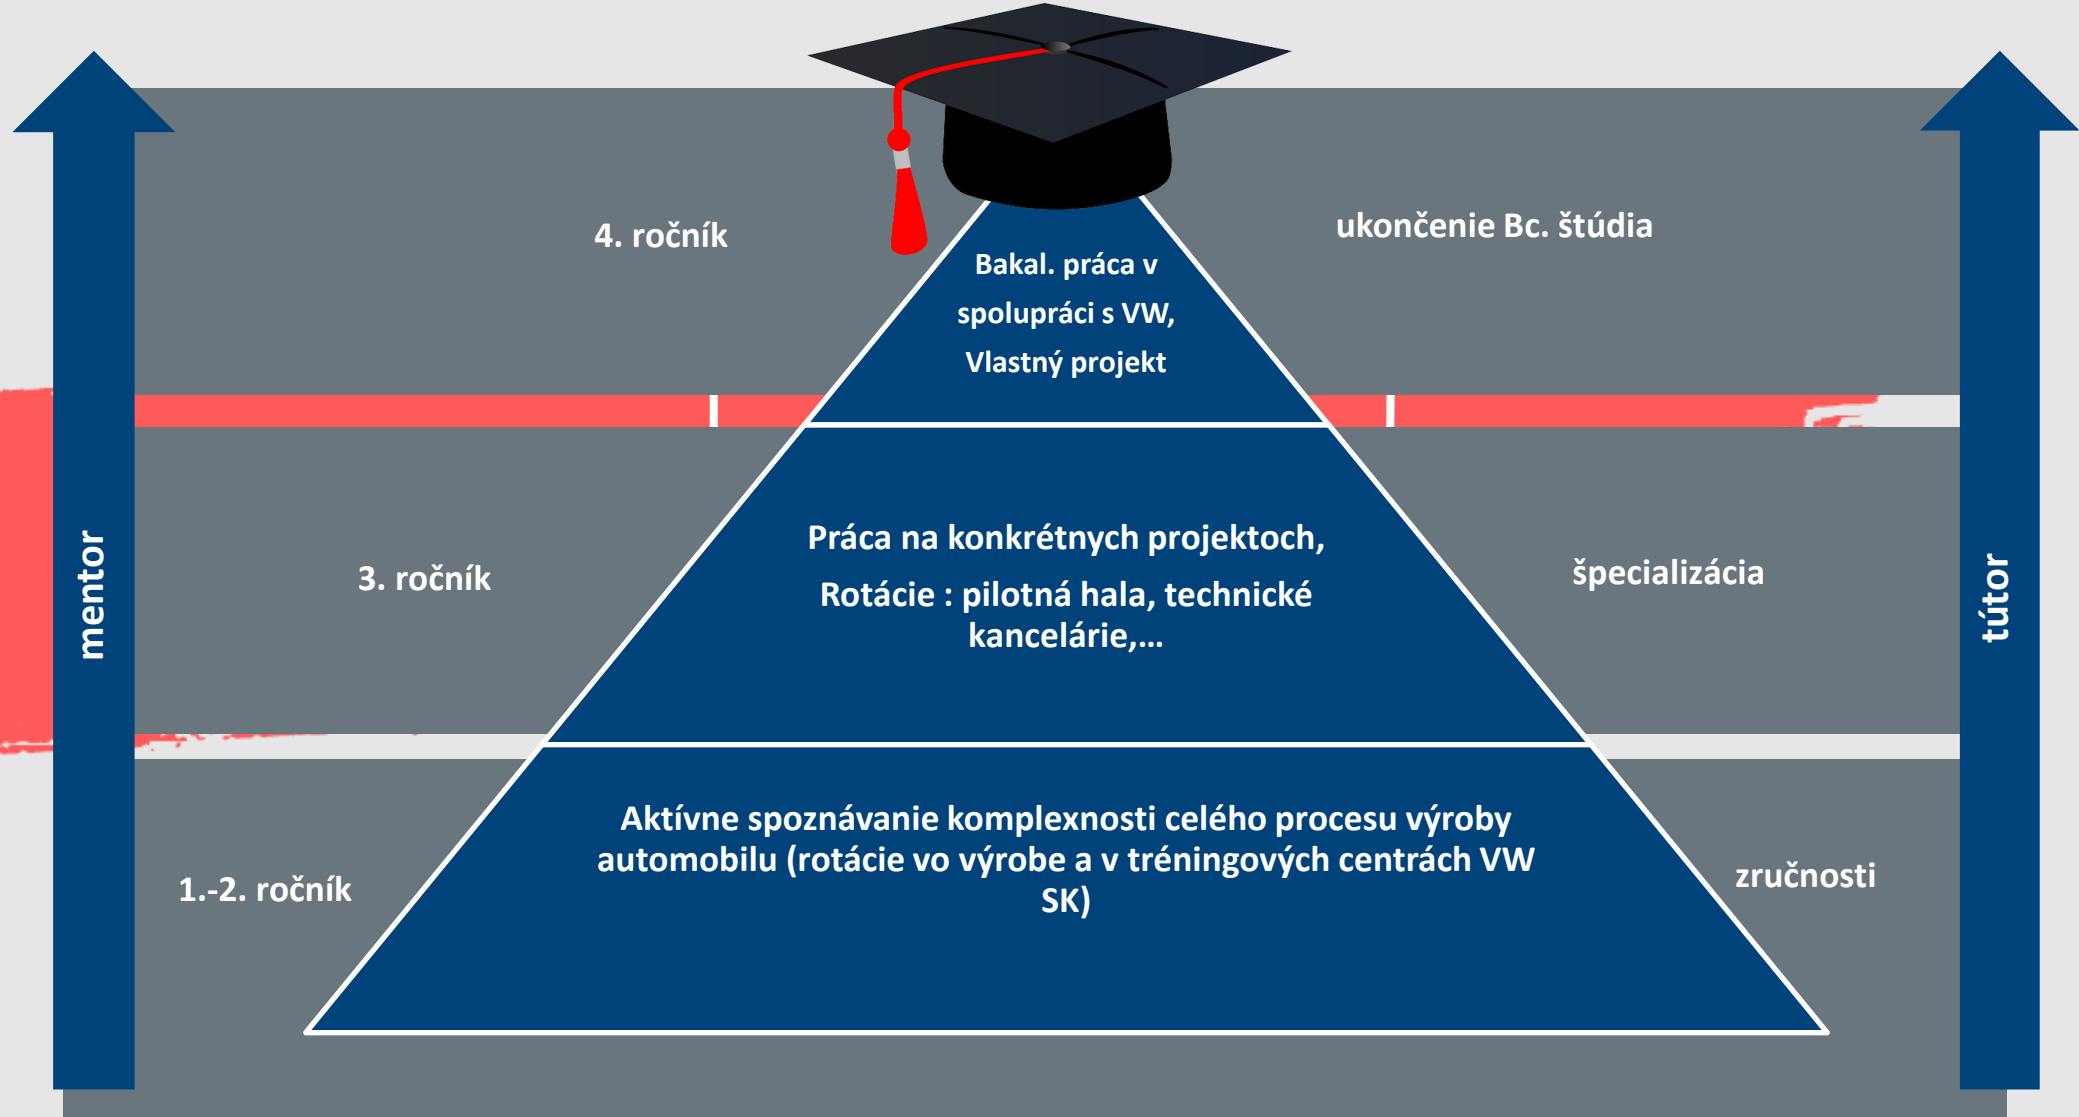 4. ročník
Bakal. práca v
spolupráci s VW,
Vlastný projekt
ukončenie Bc. štúdia
mentor
3. ročník
Práca na konkrétnych projektoch,
Rotácie : pilotná hala, technické
kancelárie,...
špecializácia
tútor
1.-2. ročník
Aktívne spoznávanie komplexnosti celého procesu výroby
automobilu (rotácie vo výrobe a v tréningových centrách VW
SK)
zručnosti